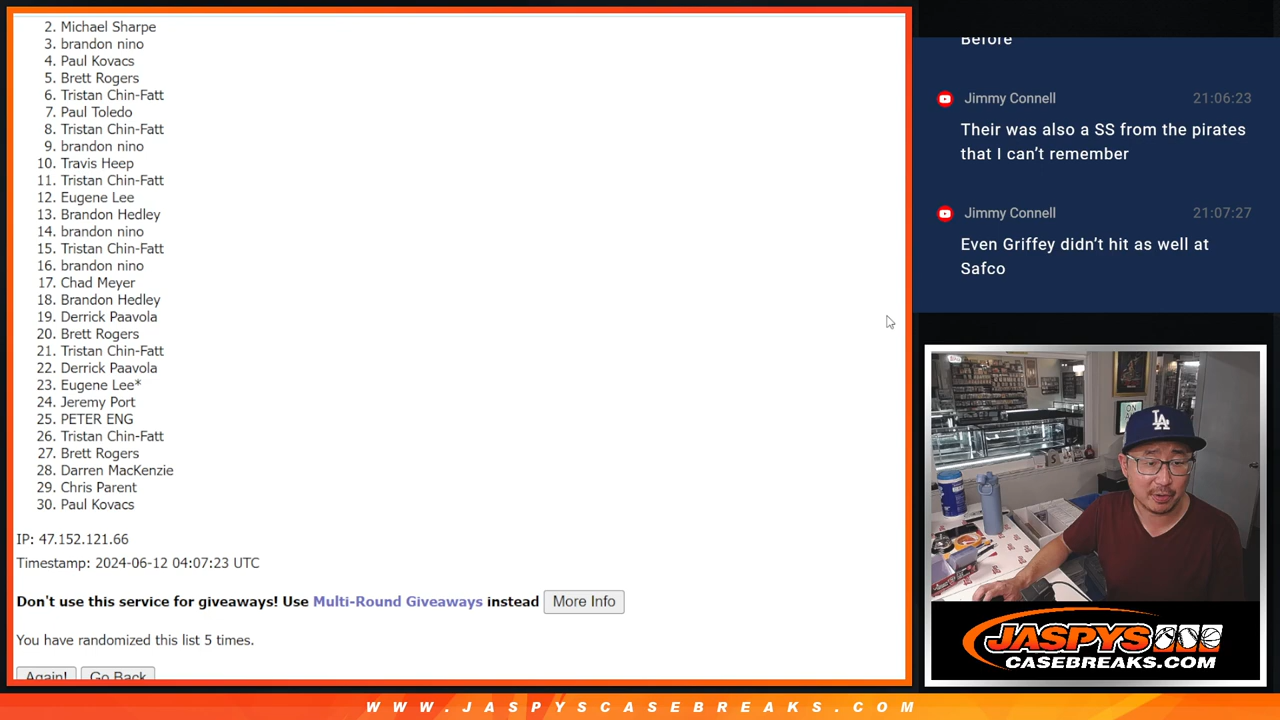 2. Michael Sharpe
3. brandon nino
4. Paul Kovacs
5. Brett Rogers
6. Tristan Chin-Fatt
7. Paul Toledo
8. Tristan Chin-Fatt
9. brandon nino
10. Travis Heep
11. Tristan Chin-Fatt
12. Eugene Lee
13. Brandon Hedley
14. brandon nino
15. Tristan Chin-Fatt
16. brandon nino
17. Chad Meyer
18. Brandon Hedley
19. Derrick Paavola
20. Brett Rogers
21. Tristan Chin-Fatt
22. Derrick Paavola
23. Eugene Lee*
24. Jeremy Port
25. PETER ENG
26. Tristan Chin-Fatt
27. Brett Rogers
28. Darren MacKenzie
29. Chris Parent
30. Paul Kovacs
IP: 47.152.121.66
Timestamp: 2024-06-12 04:07:23 UTC
Don't use this service for giveaways! Use Multi-Round Giveaways instead More Info
You have randomized this list 5 times.
Again! Go Back
Before
Jimmy Connell 21:06:23
Their was also a SS from the pirates
that I can't remember
Jimmy Connell 21:07:27
Even Griffey didn't hit as well at
Safco
LA
JASPYS
CASEBREAKS.COM
WWW.JASPYSCASEBREAKS.COM